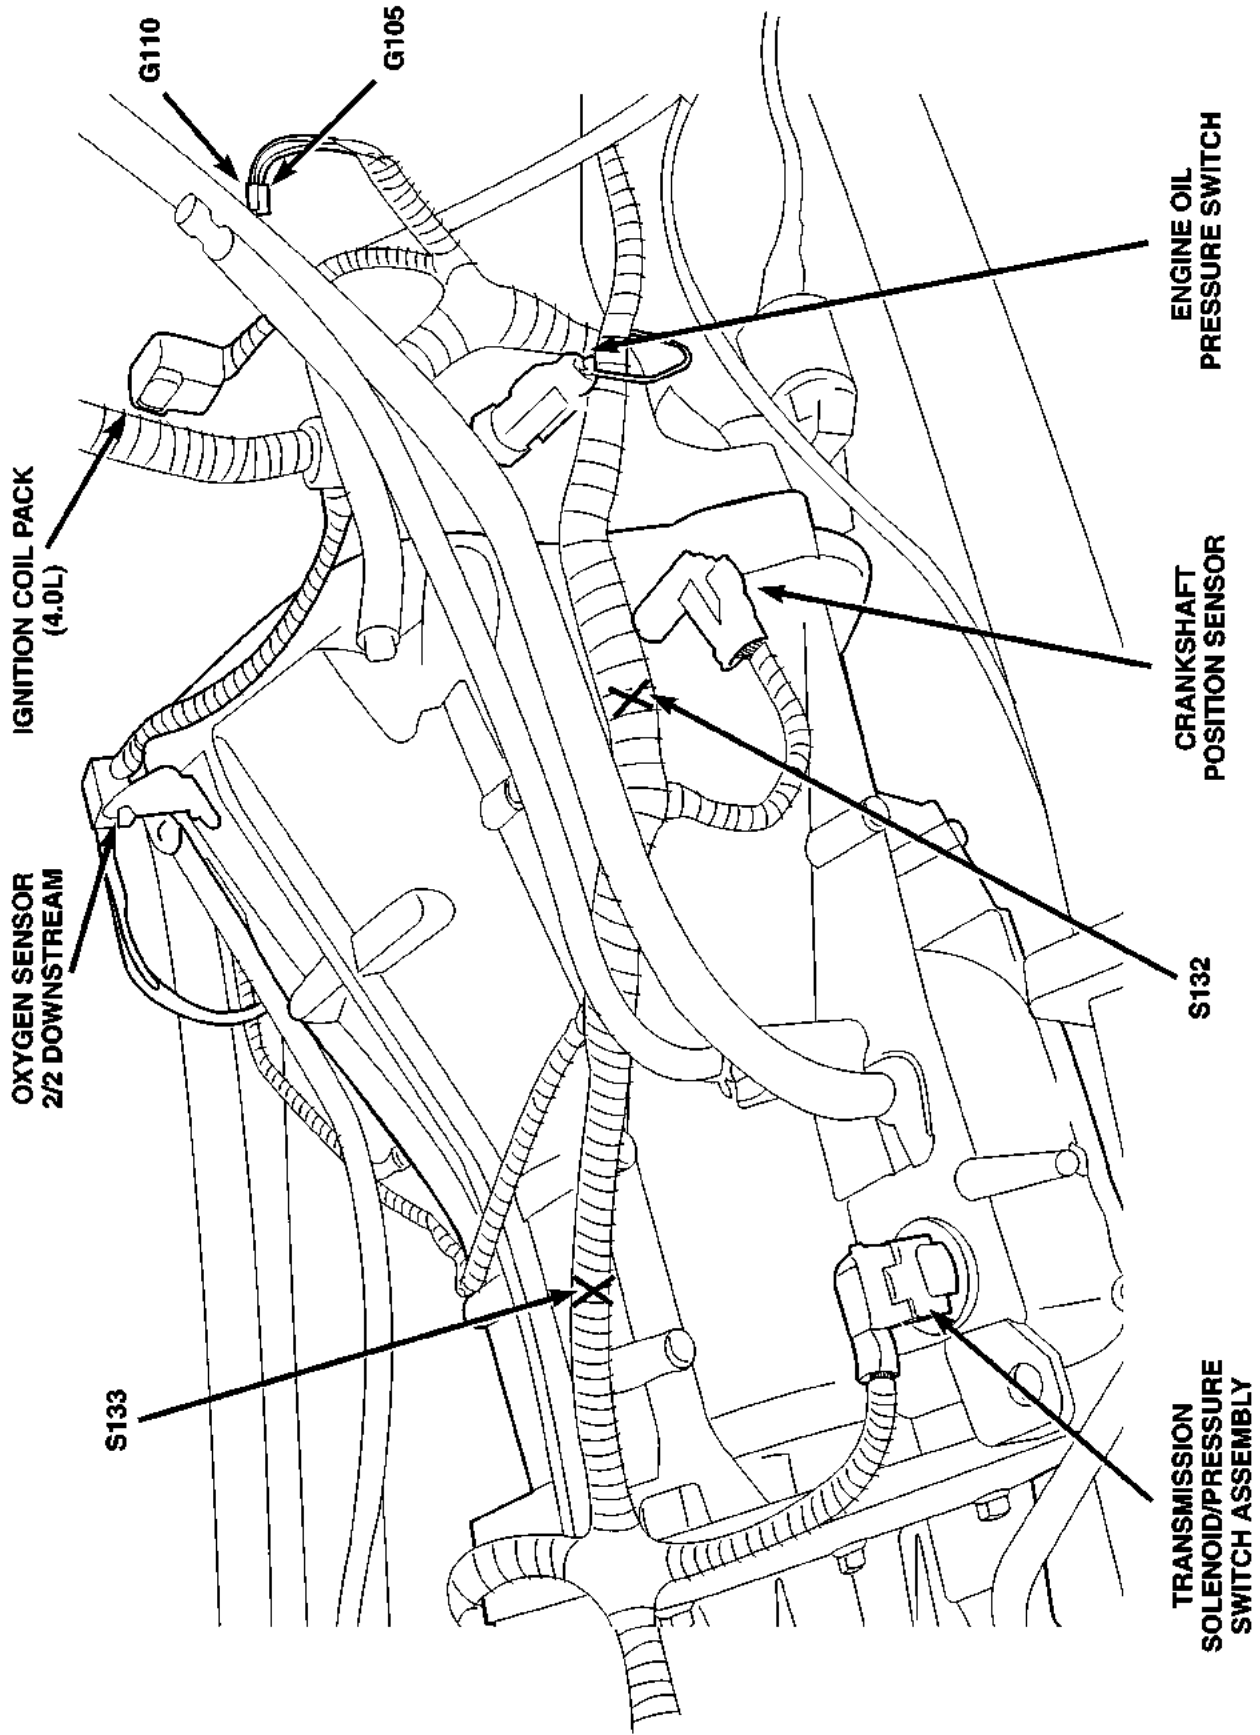 OXYGEN SENSOR
2/2 DOWNSTREAM
IGNITION COIL PACK
(4.0L)
G110
G105
S133
TRANSMISSION
SOLENOID/PRESSURE
SWITCH ASSEMBLY
S132
CRANKSHAFT
POSITION SENSOR
ENGINE OIL
PRESSURE SWITCH